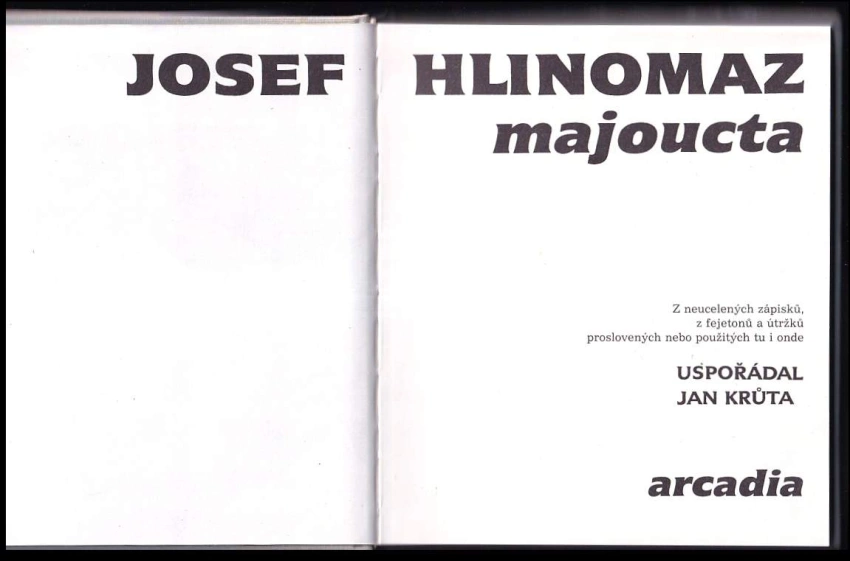 JOSEF HLINOMAZ
majoucta
Z neucelených zápisků,
z fejetonů a útržků
proslovených nebo použitých tu i onde
USPOŘÁDAL
JAN KRŮTA
arcadia